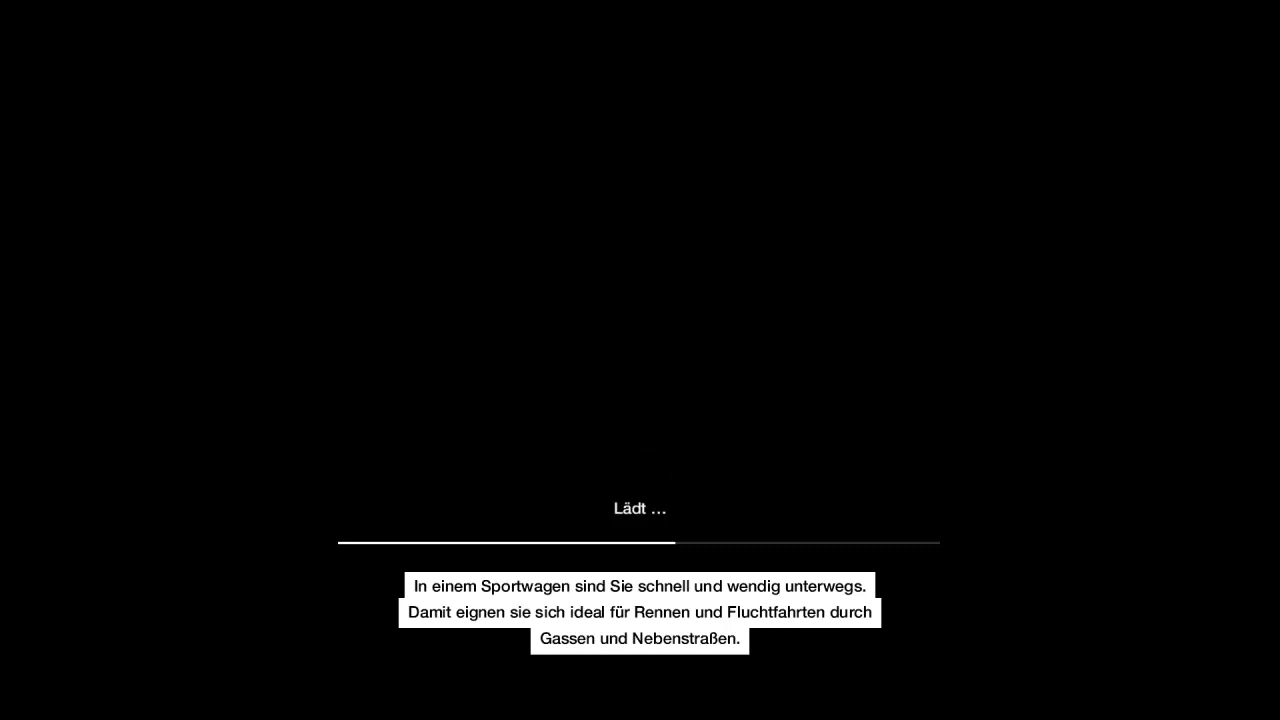 Lädt ...
In einem Sportwagen sind Sie schnell und wendig unterwegs.
Damit eignen sie sich ideal für Rennen und Fluchtfahrten durch
Gassen und Nebenstraßen.